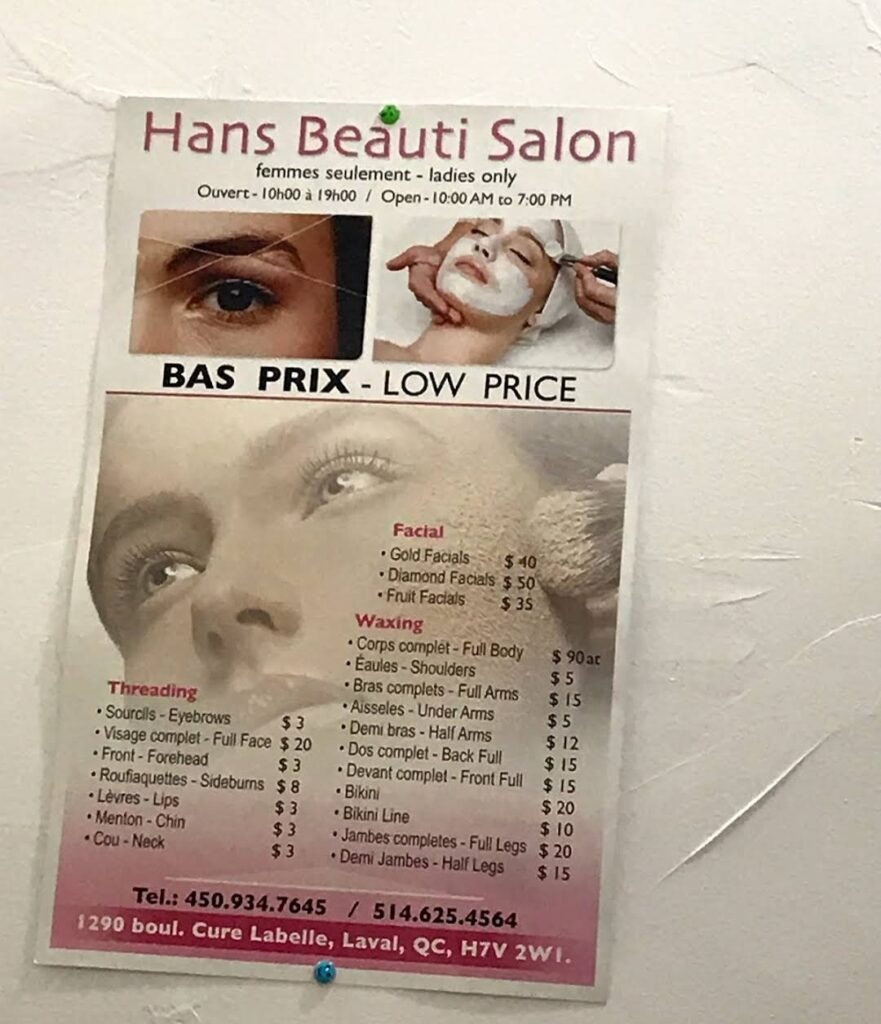 Hans Beauti Salon
femmes seulement - ladies only
Ouvert - 10h00 à 19h00 / Open - 10:00 AM to 7:00 PM
BAS PRIX - LOW PRICE
Facial
• Gold Facials $ 40
• Diamond Facials $ 50
• Fruit Facials $ 35
Waxing
• Corps complet - Full Body $ 90
• Éaules - Shoulders $ 5
• Bras complets - Full Arms $ 15
• Aisseles - Under Arms $ 5
• Demi bras - Half Arms $ 12
• Dos complet - Back Full $ 15
• Devant complet - Front Full $ 15
• Bikini $ 20
• Bikini Line $ 10
• Jambes completes - Full Legs $ 20
• Demi Jambes - Half Legs $ 15
Threading
• Sourcils - Eyebrows $ 3
• Visage complet - Full Face $ 20
• Front - Forehead $ 3
• Roufiaquettes - Sideburns $ 8
• Lèvres - Lips $ 3
• Menton - Chin $ 3
• Cou - Neck $ 3
Tel.: 450.934.7645 / 514.625.4564
1290 boul. Cure Labelle, Laval, QC, H7V 2W1.